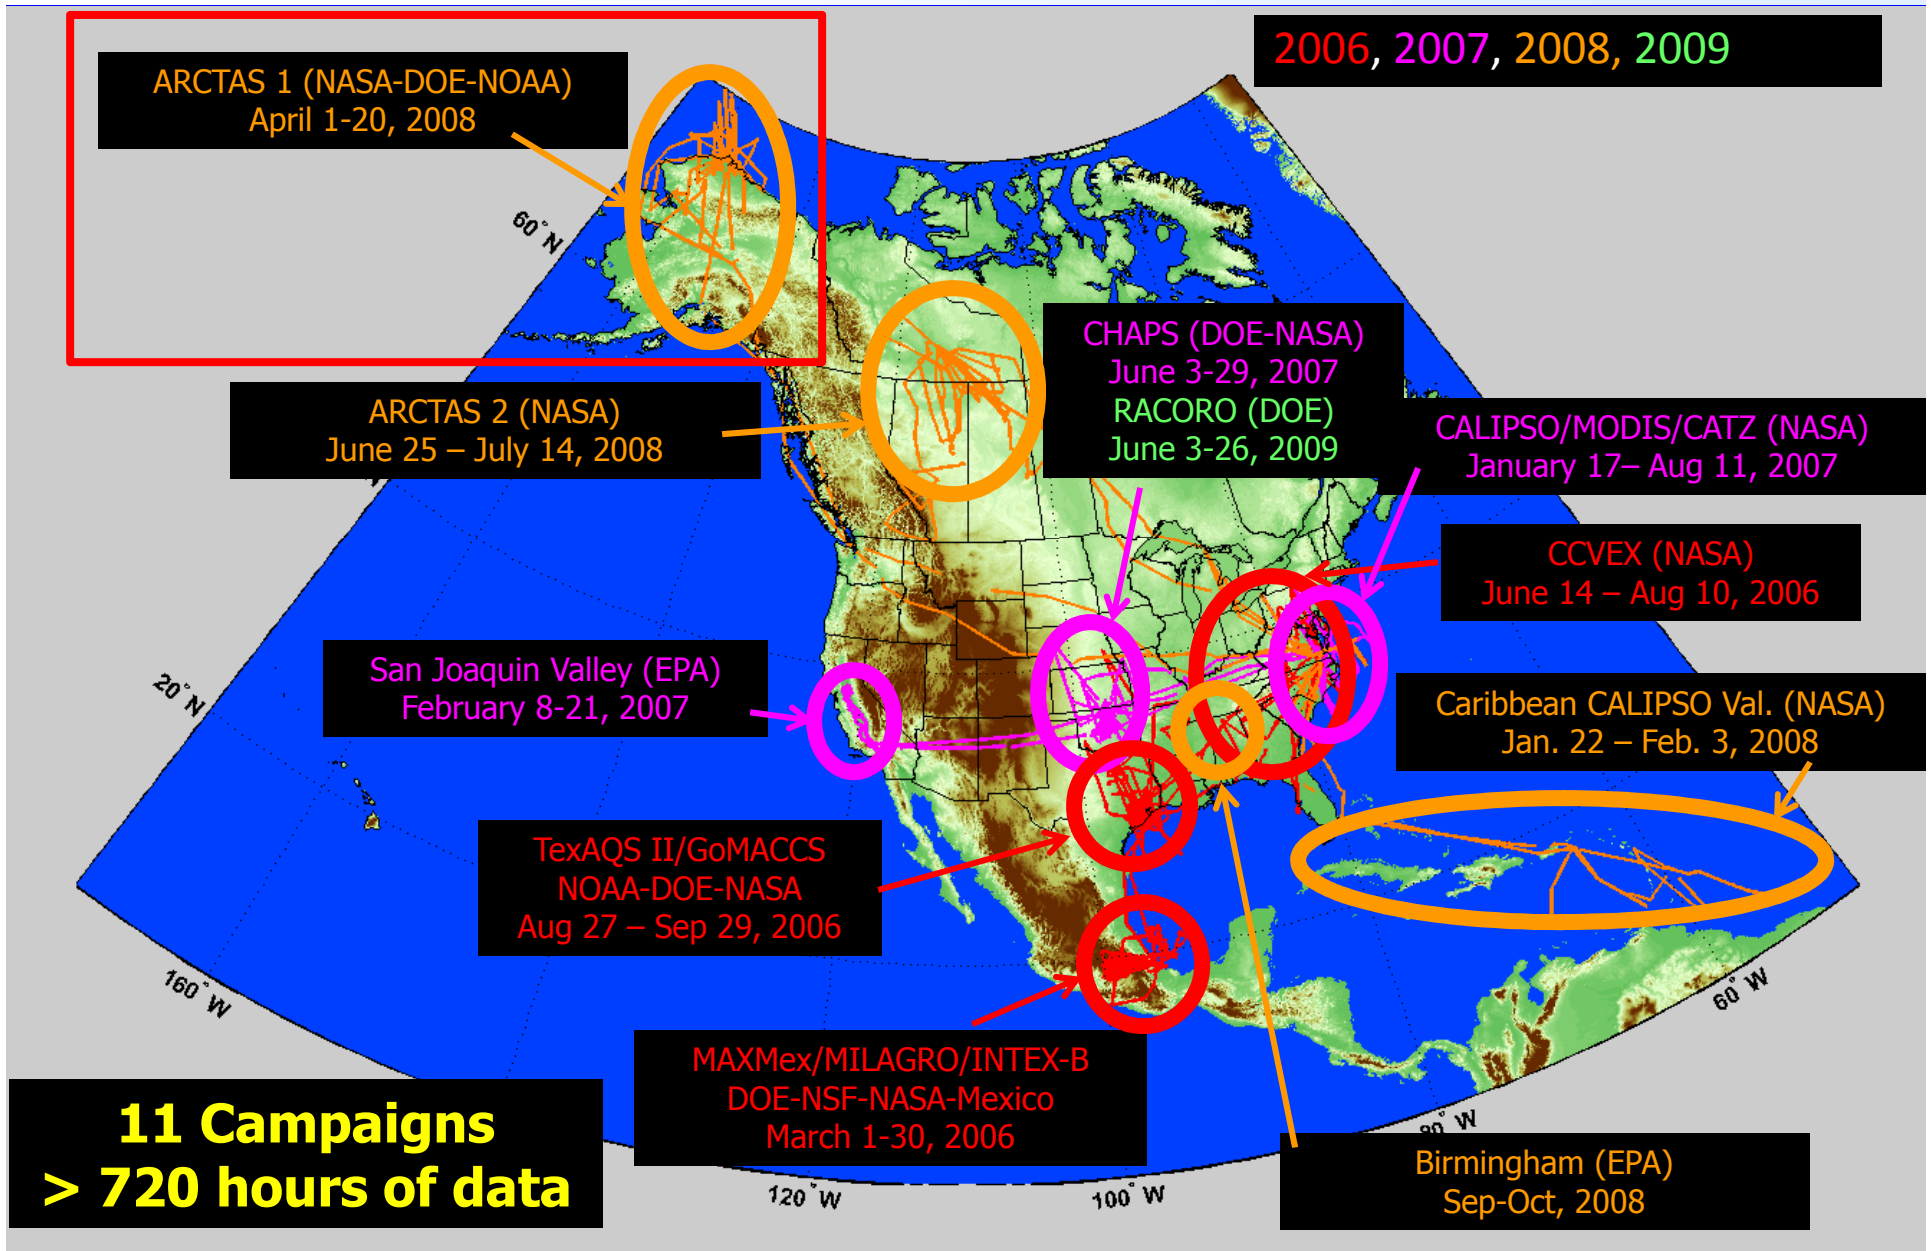 2006, 2007, 2008, 2009
ARCTAS 1 (NASA-DOE-NOAA)
April 1-20, 2008
60° N
CHAPS (DOE-NASA)
June 3-29, 2007
RACORO (DOE)
June 3-26, 2009
ARCTAS 2 (NASA)
June 25 – July 14, 2008
CALIPSO/MODIS/CATZ (NASA)
January 17– Aug 11, 2007
CCVEX (NASA)
June 14 – Aug 10, 2006
San Joaquin Valley (EPA)
February 8-21, 2007
20° N
Caribbean CALIPSO Val. (NASA)
Jan. 22 – Feb. 3, 2008
TexAQS II/GoMACCS
NOAA-DOE-NASA
Aug 27 – Sep 29, 2006
160° W
60° W
MAXMex/MILAGRO/INTEX-B
DOE-NSF-NASA-Mexico
March 1-30, 2006
11 Campaigns
> 720 hours of data
Birmingham (EPA)
Sep-Oct, 2008
120° W
100° W